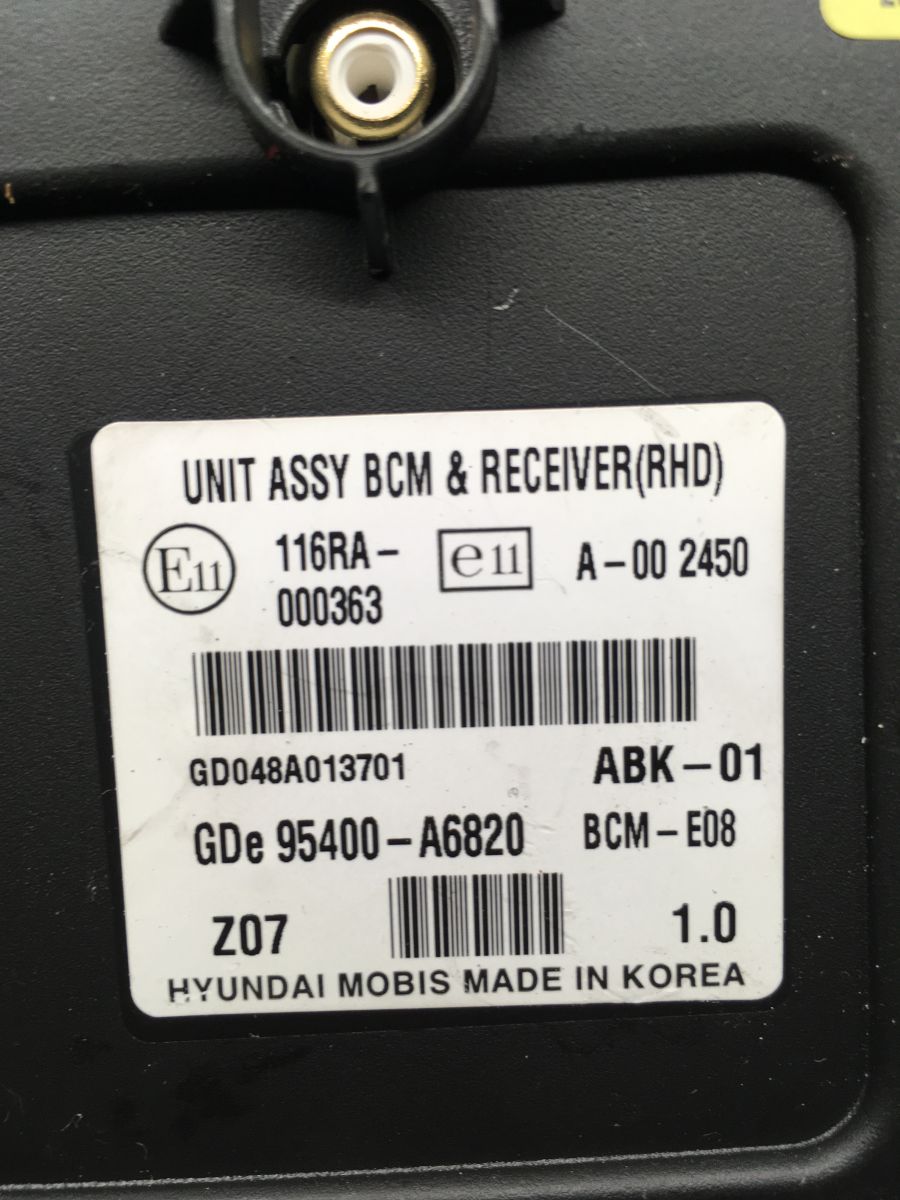 UNIT ASSY BCM & RECEIVER(RHD)
E11 116RA-000363 e11 A-00 2450
GD048A013701 ABK-01
GDe 95400-A6820 BCM-E08
Z07 1.0
HYUNDAI MOBIS MADE IN KOREA